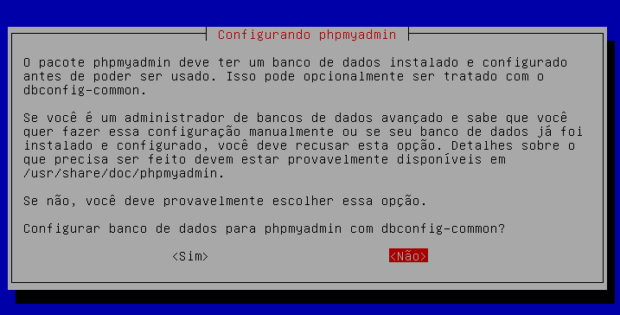 Configurando phpmyadmin
O pacote phpmyadmin deve ter um banco de dados instalado e configurado
antes de poder ser usado. Isso pode opcionalmente ser tratado com o
dbconfig-common.
Se você é um administrador de bancos de dados avançado e sabe que você
quer fazer essa configuração manualmente ou se seu banco de dados já foi
instalado e configurado, você deve recusar esta opção. Detalhes sobre o
que precisa ser feito devem estar provavelmente disponíveis em
/usr/share/doc/phpmyadmin.
Se não, você deve provavelmente escolher essa opção.
Configurar banco de dados para phpmyadmin com dbconfig-common?
<Sim> <Não>